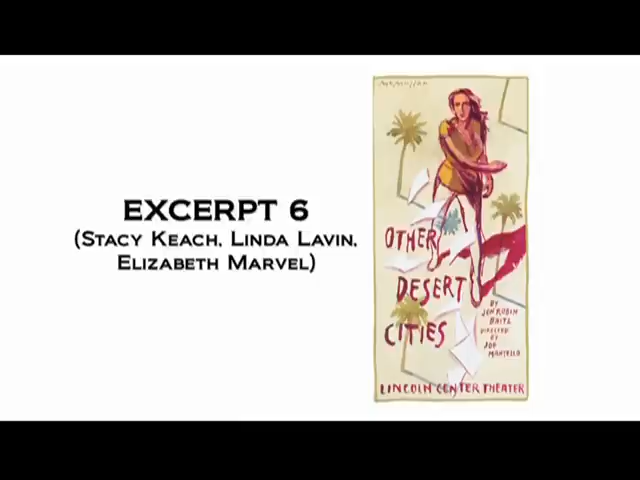 EXCERPT 6
(STACY KEACH, LINDA LAVIN,
ELIZABETH MARVEL)
OTHER
DESERT
CITIES
BY
JON ROBIN
BAITZ
DIRECTED
BY
JOE
MANTELLO
LINCOLN CENTER THEATER